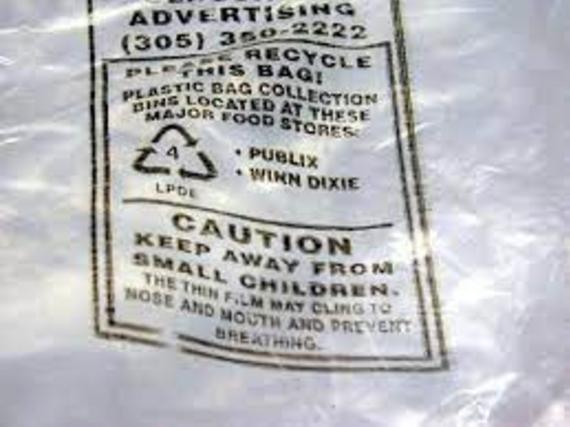 ADVERTISING
(305) 350-2222
PLEASE RECYCLE
THIS BAG!
PLASTIC BAG COLLECTION
BINS LOCATED AT THESE
MAJOR FOOD STORES:
4
• PUBLIX
• WINN DIXIE
LPDE
CAUTION
KEEP AWAY FROM
SMALL CHILDREN.
THE THIN FILM MAY CLING TO
NOSE AND MOUTH AND PREVENT
BREATHING.